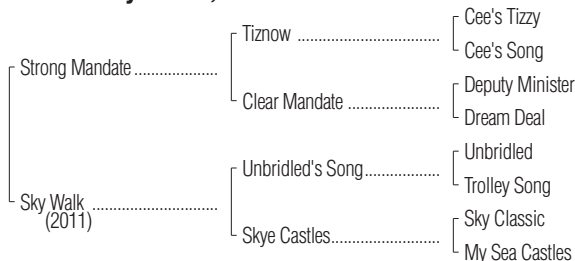 Cee's Tizzy
Tiznow ..........................................
Cee's Song
Strong Mandate .....................
Deputy Minister
Clear Mandate ...........................
Dream Deal
Unbridled
Unbridled's Song......................
Trolley Song
Sky Walk ................................
(2011)
Sky Classic
Skye Castles................................
My Sea Castles